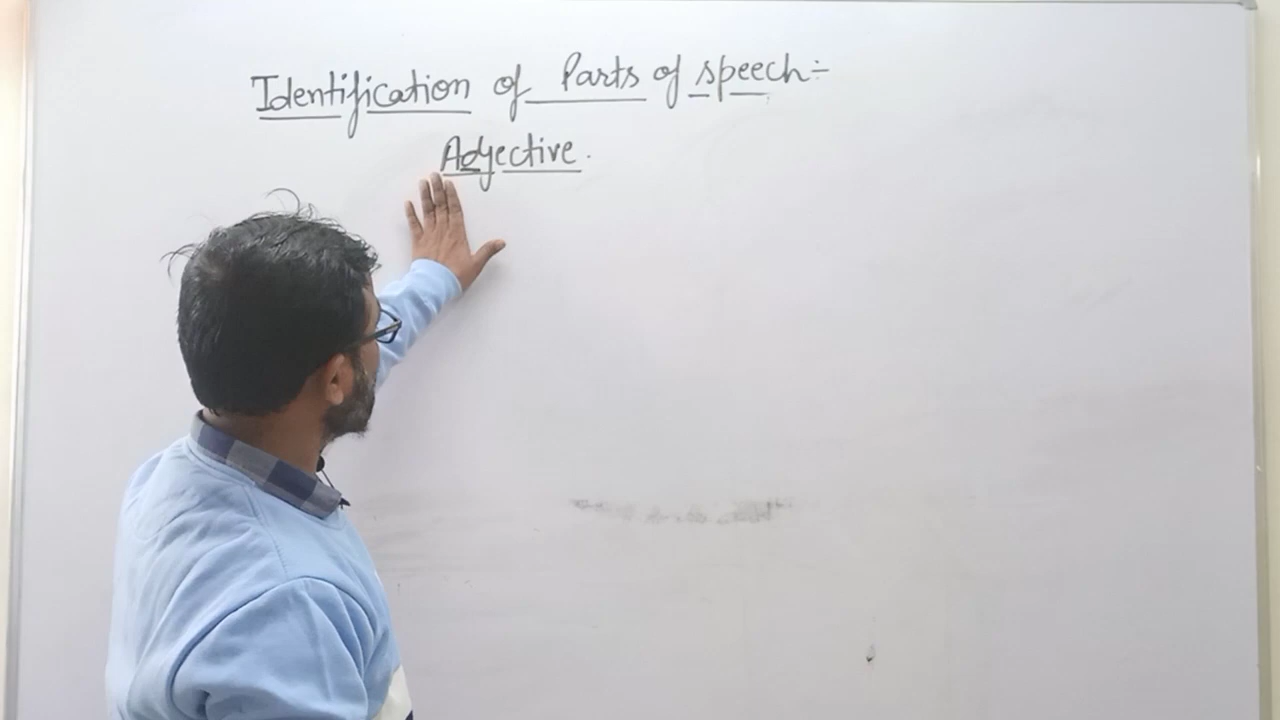 Identification of Parts of speech:-
Adjective.